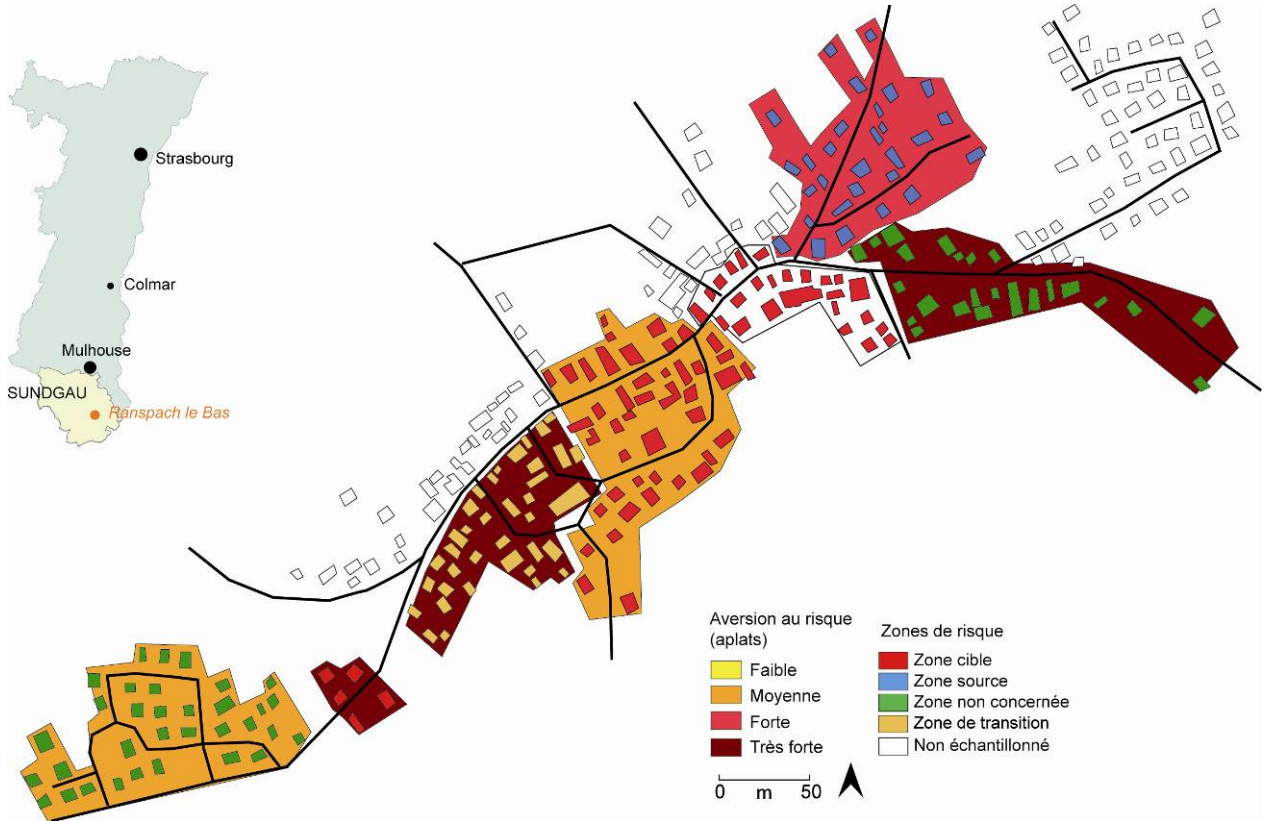 Strasbourg
Colmar
Mulhouse
SUNDGAU
Ranspach le Bas
Aversion au risque
(aplats)
Faible
Moyenne
Forte
Très forte
Zones de risque
Zone cible
Zone source
Zone non concernée
Zone de transition
Non échantillonné
0 m 50